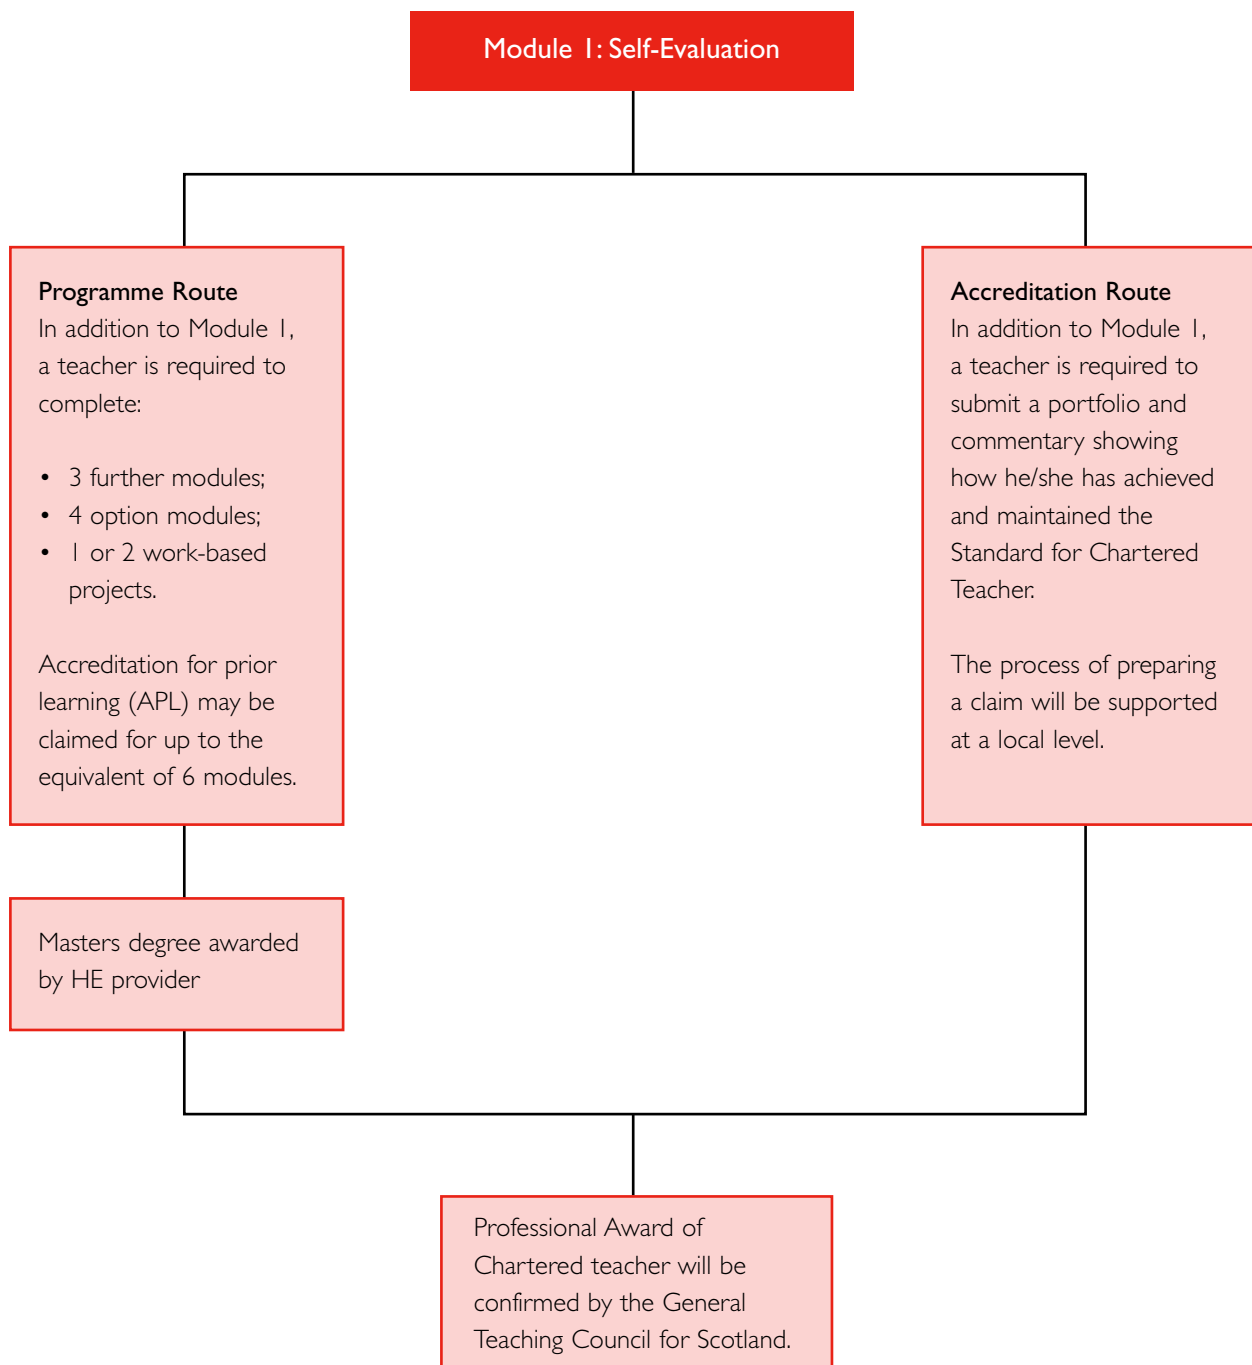 Module 1: Self-Evaluation
Programme Route
In addition to Module 1,
a teacher is required to
complete:
• 3 further modules;
• 4 option modules;
• 1 or 2 work-based
projects.
Accreditation for prior
learning (APL) may be
claimed for up to the
equivalent of 6 modules.
Accreditation Route
In addition to Module 1,
a teacher is required to
submit a portfolio and
commentary showing
how he/she has achieved
and maintained the
Standard for Chartered
Teacher.
The process of preparing
a claim will be supported
at a local level.
Masters degree awarded
by HE provider
Professional Award of
Chartered teacher will be
confirmed by the General
Teaching Council for Scotland.